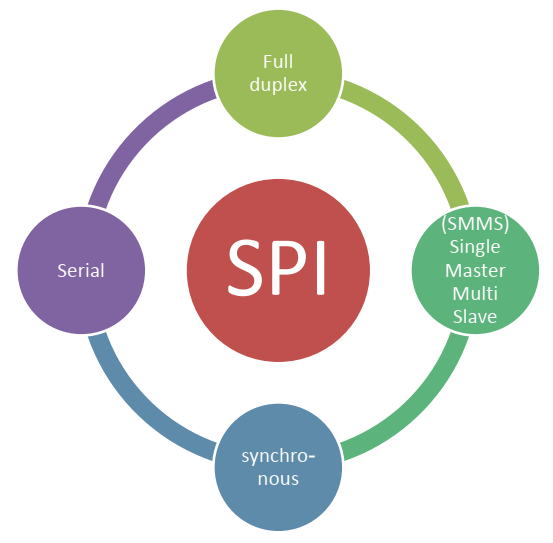 Full
duplex
(SMMS)
Single
Master
Multi
Slave
SPI
Serial
synchro-
nous